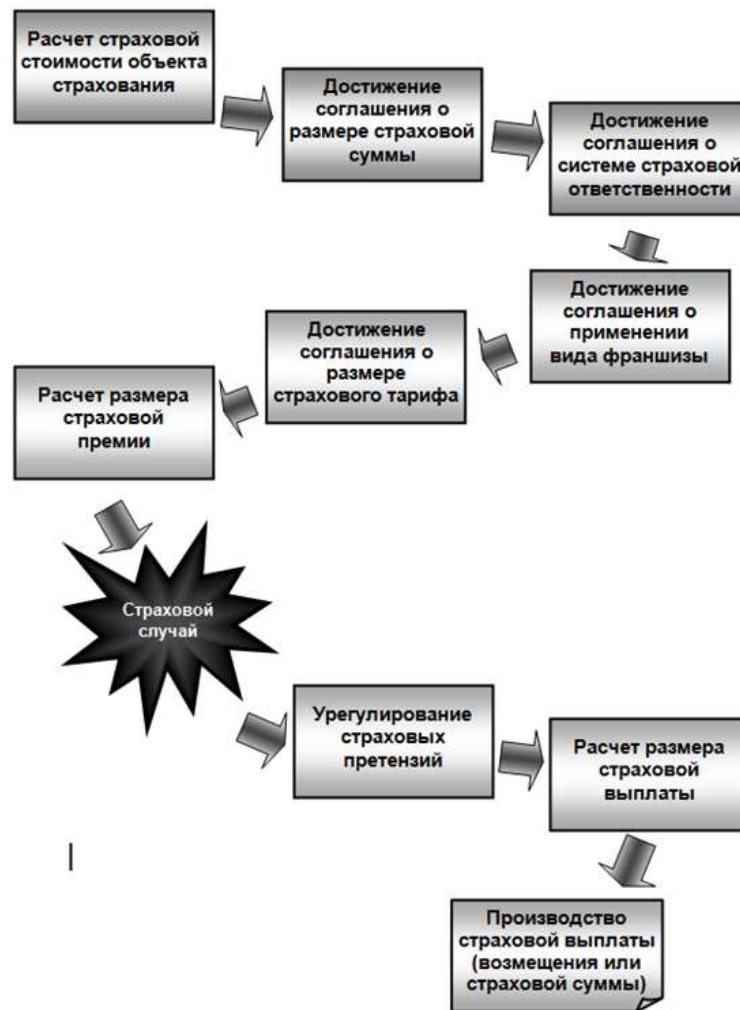 Расчет страховой
стоимости объекта
страхования
Достижение
соглашения о
размере страховой
суммы
Достижение
соглашения о
системе страховой
ответственности
Достижение
соглашения о
применении
вида франшизы
Достижение
соглашения о
размере
страхового тарифа
Расчет размера
страховой
премии
Страховой
случай
Урегулирование
страховых
претензий
Расчет размера
страховой
выплаты
Производство
страховой выплаты
(возмещения или
страховой суммы)